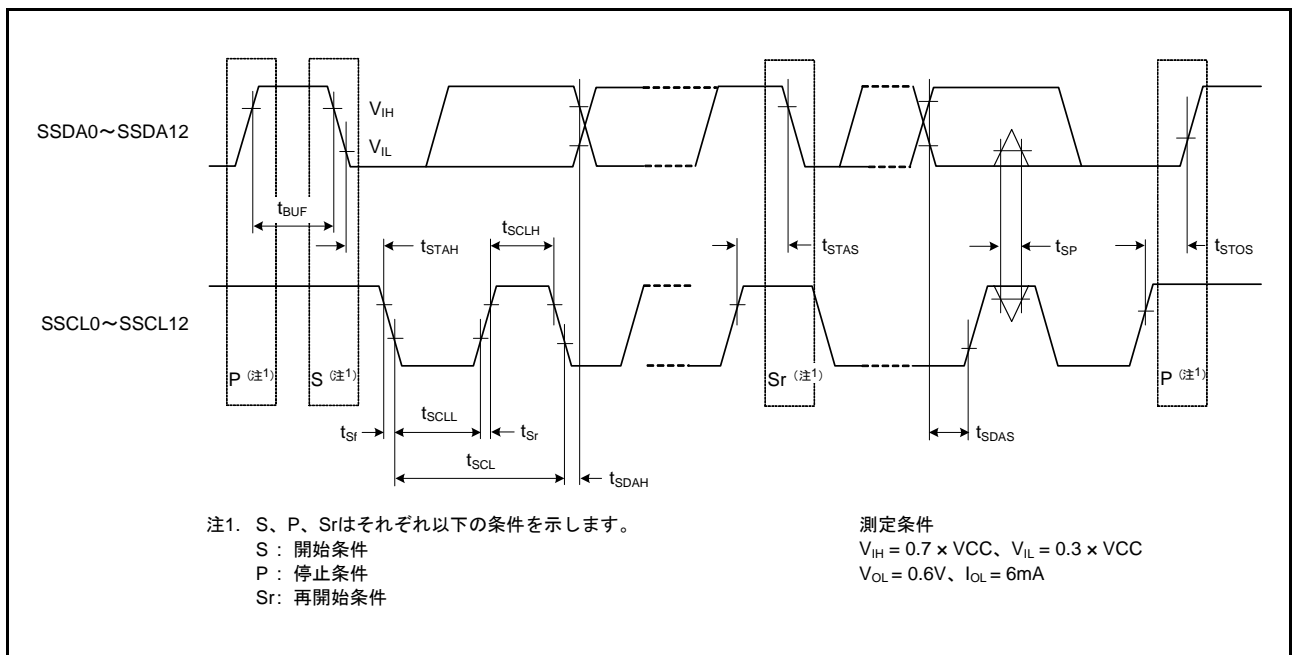 SSDA0～SSDA12
VIH
VIL
tBUF
tSTAH
tSCLH
tSTAS
tSP
tSTOS
SSCL0～SSCL12
P（注1）
S（注1）
Sr（注1）
P（注1）
tSf
tSCLL
tSr
tSDAS
tSCL
tSDAH
注1. S、P、Srはそれぞれ以下の条件を示します。
S： 開始条件
P： 停止条件
Sr： 再開始条件
測定条件
VIH = 0.7 × VCC、VIL = 0.3 × VCC
VOL = 0.6V、IOL = 6mA